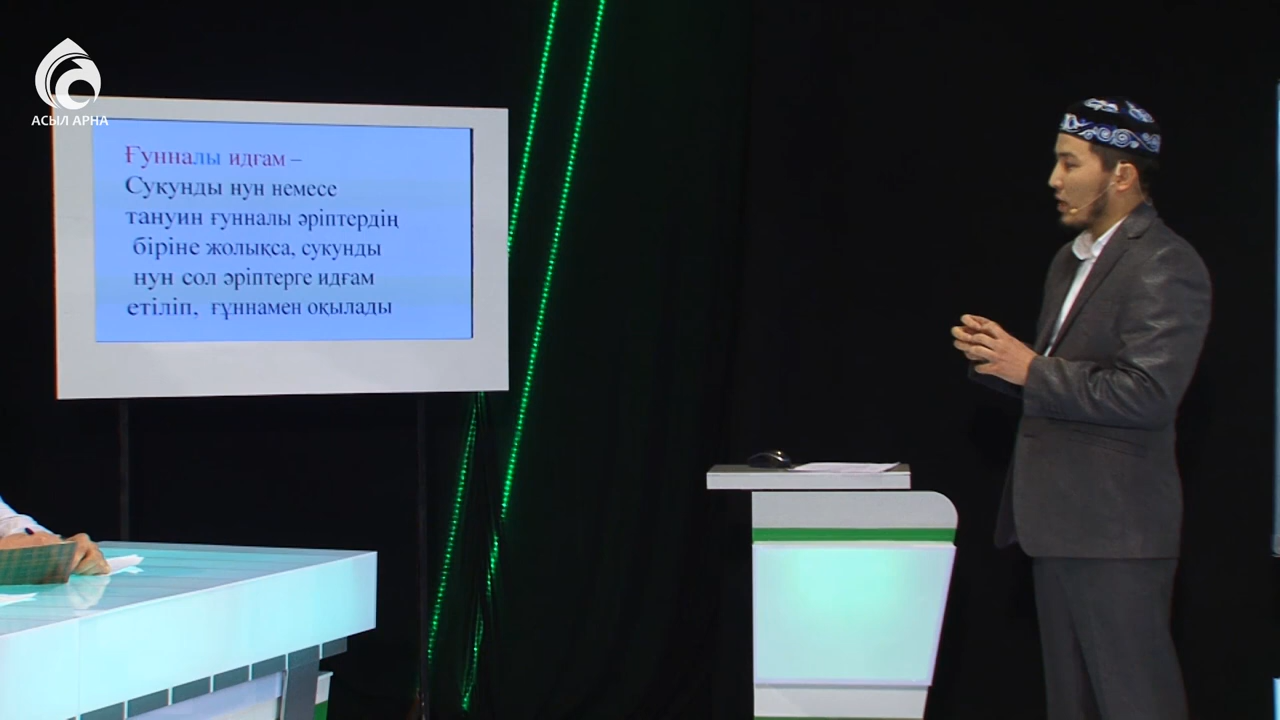 АСЫЛ АРНА
Ғунналы идғам –
Сукунды нун немесе
тануин ғунналы әріптердің
біріне жолықса, сукунды
нун сол әріптерге идғам
етіліп, ғұннамен оқылады